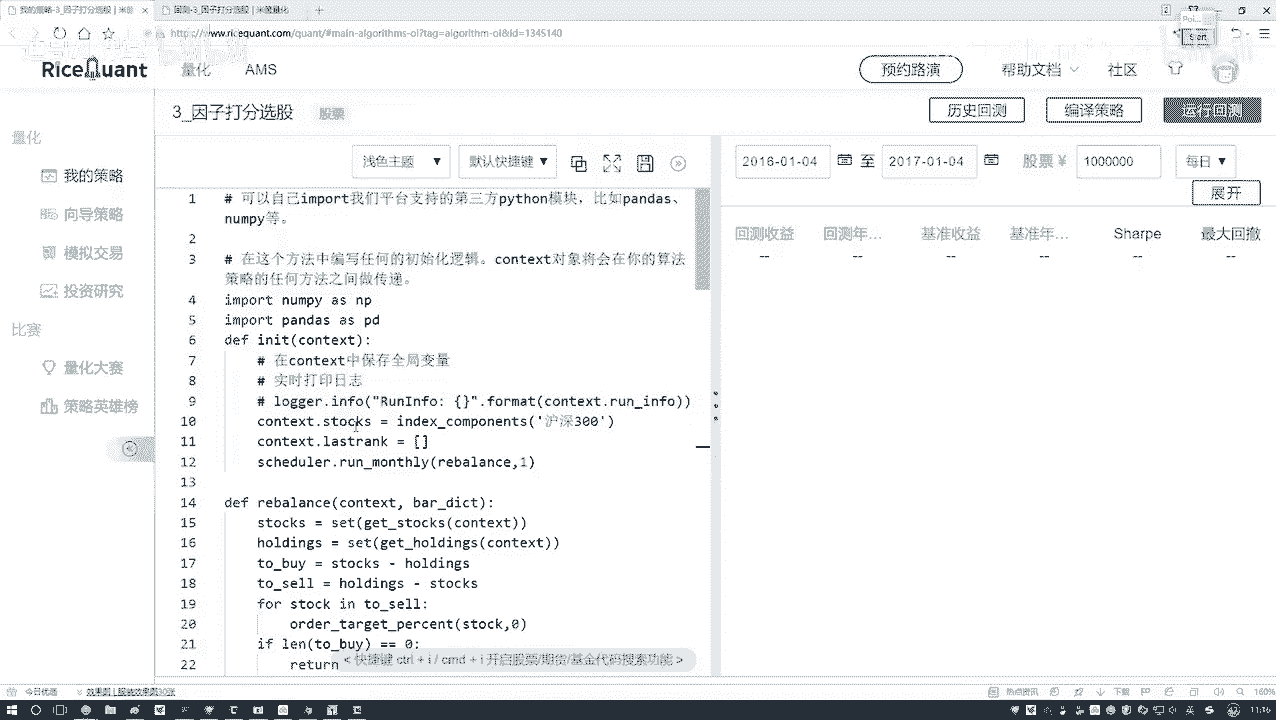 我的策略-3_因子打分选股 | 米筐
国际-3_因子打分选股 | 米筐量化
http://www.ricequant.com/quant/#main-algorithms-ol?tag=algorithm-ol&id=1345140
RiceQuant 量化 AMS 预约路演 帮助文档 社区
3_因子打分选股 股票 历史回测 编译策略
量化
我的策略
向导策略
模拟交易
投资研究
比赛
量化大赛
策略英雄榜
浅色主题 默认快捷键
1 # 可以自己import我们平台支持的第三方python模块，比如pandas、
numpy等。
2
3 # 在这个方法中编写任何的初始化逻辑。context对象将会在你的算法
策略的任何方法之间做传递。
4 import numpy as np
5 import pandas as pd
6 def init(context):
7 # 在context中保存全局变量
8 # 实时打印日志
9 # logger.info("RunInfo: {}".format(context.run_info))
10 context.stocks = index_components('沪深300')
11 context.lastrank = []
12 scheduler.run_monthly(rebalance,1)
13
14 def rebalance(context, bar_dict):
15 stocks = set(get_stocks(context))
16 holdings = set(get_holdings(context))
17 to_buy = stocks - holdings
18 to_sell = holdings - stocks
19 for stock in to_sell:
20 order_target_percent(stock,0)
21 if len(to_buy) == 0:
22 return
< 快捷键 ctrl + i / cmd + i 开启股票/期货/基金代码搜索功能 >
2016-01-04 至 2017-01-04 股票 ¥ 1000000 每日
展开
回测收益 回测年... 基准收益 基准年... Sharpe 最大回撤
-- -- -- -- -- --
今日优惠 热点资讯 下载 160%
11:16